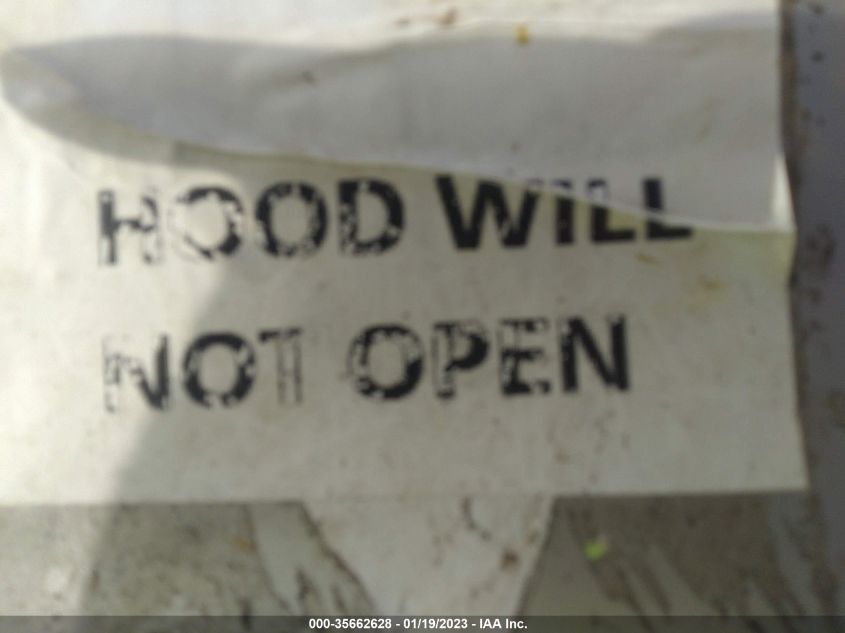 HOOD WILL
NOT OPEN
000-35662628 - 01/19/2023 - IAA Inc.